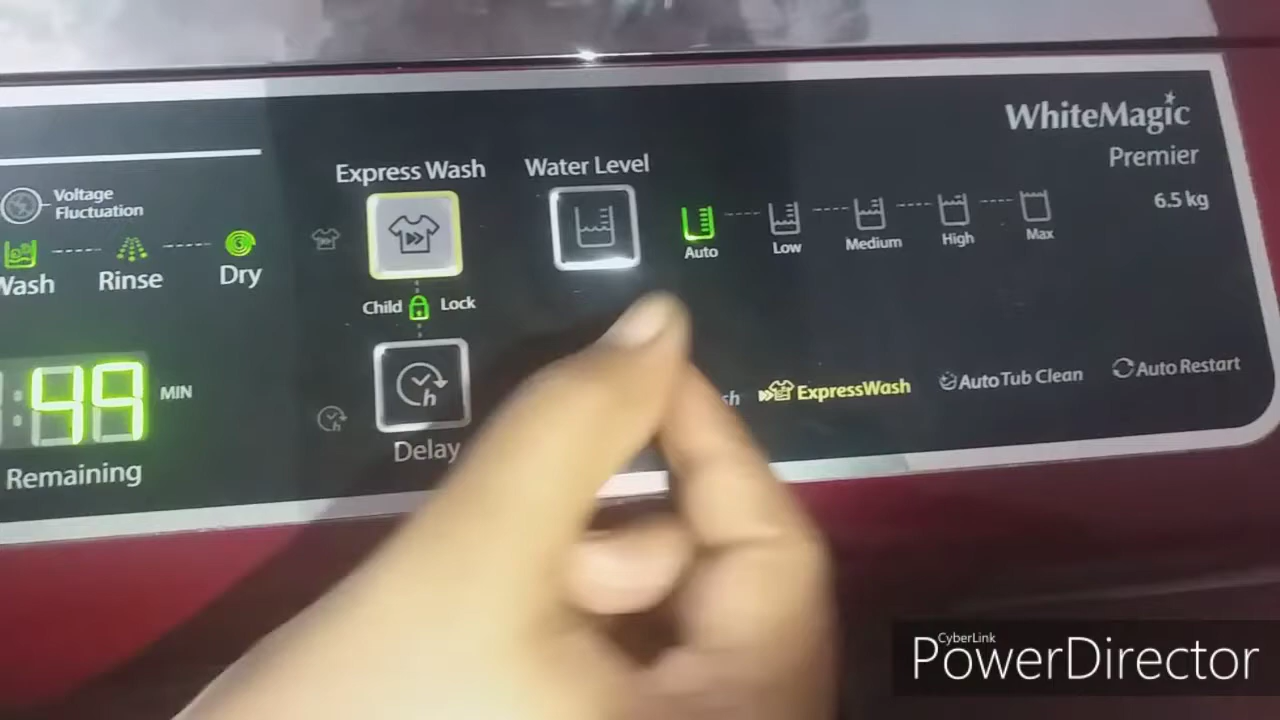 WhiteMagic
Premier
6.5 kg
Voltage
Fluctuation
Wash
Rinse
Dry
Express Wash
Water Level
Auto
Low
Medium
High
Max
Child Lock
h
Delay
49 MIN
Remaining
ExpressWash
Auto Tub Clean
Auto Restart
CyberLink
PowerDirector